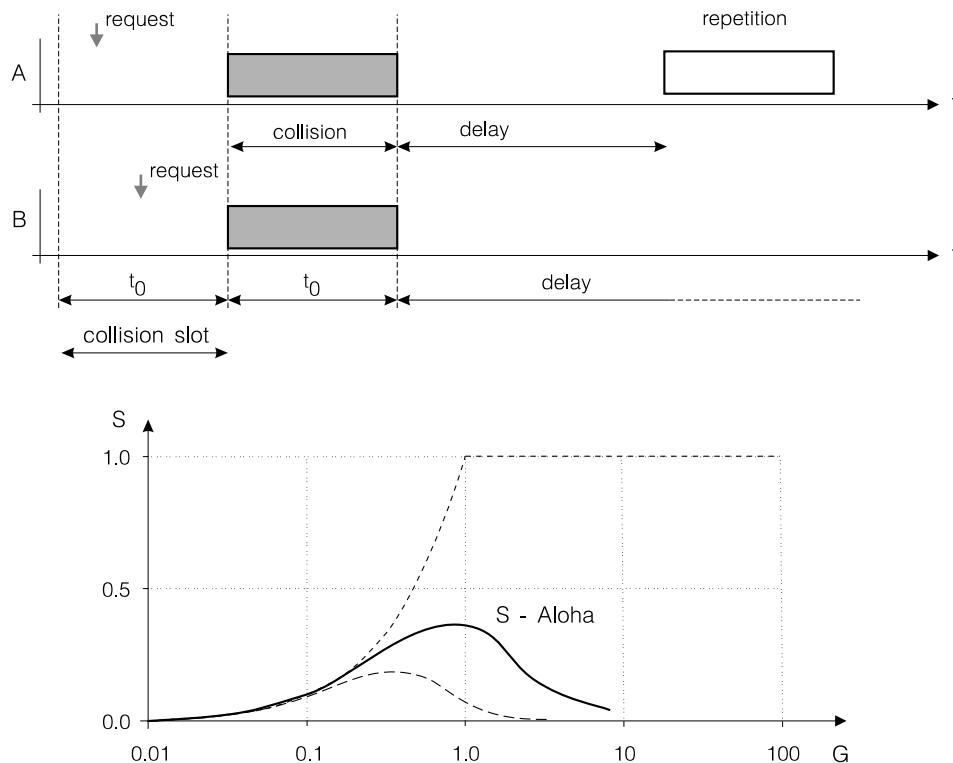 request
repetition
A
collision
delay
request
B
t0
t0
delay
collision slot
S
1.0
0.5
S - Aloha
0.0
0.01
0.1
1.0
10
100
G